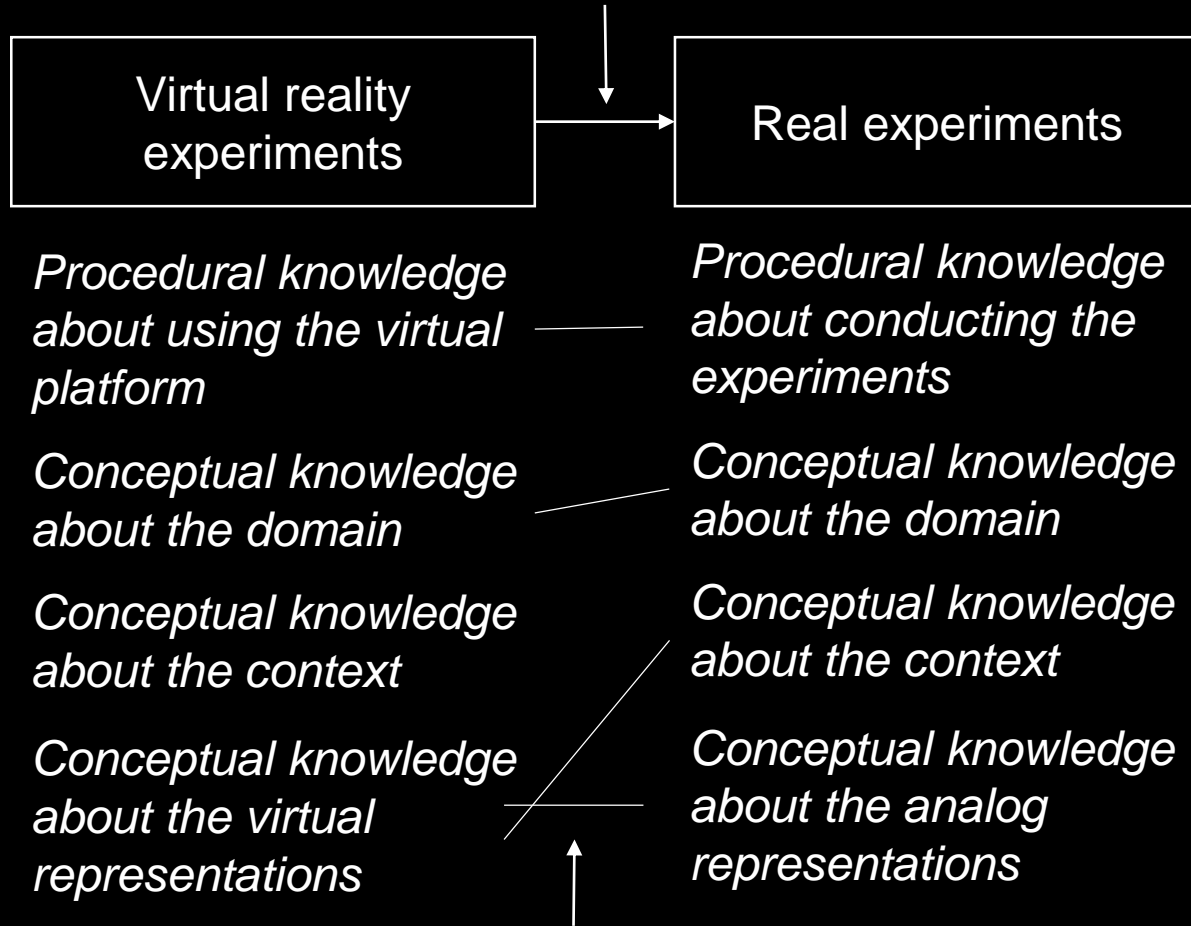 Virtual reality
experiments
Real experiments
Procedural knowledge
about using the virtual
platform
Procedural knowledge
about conducting the
experiments
Conceptual knowledge
about the domain
Conceptual knowledge
about the domain
Conceptual knowledge
about the context
Conceptual knowledge
about the context
Conceptual knowledge
about the virtual
representations
Conceptual knowledge
about the analog
representations